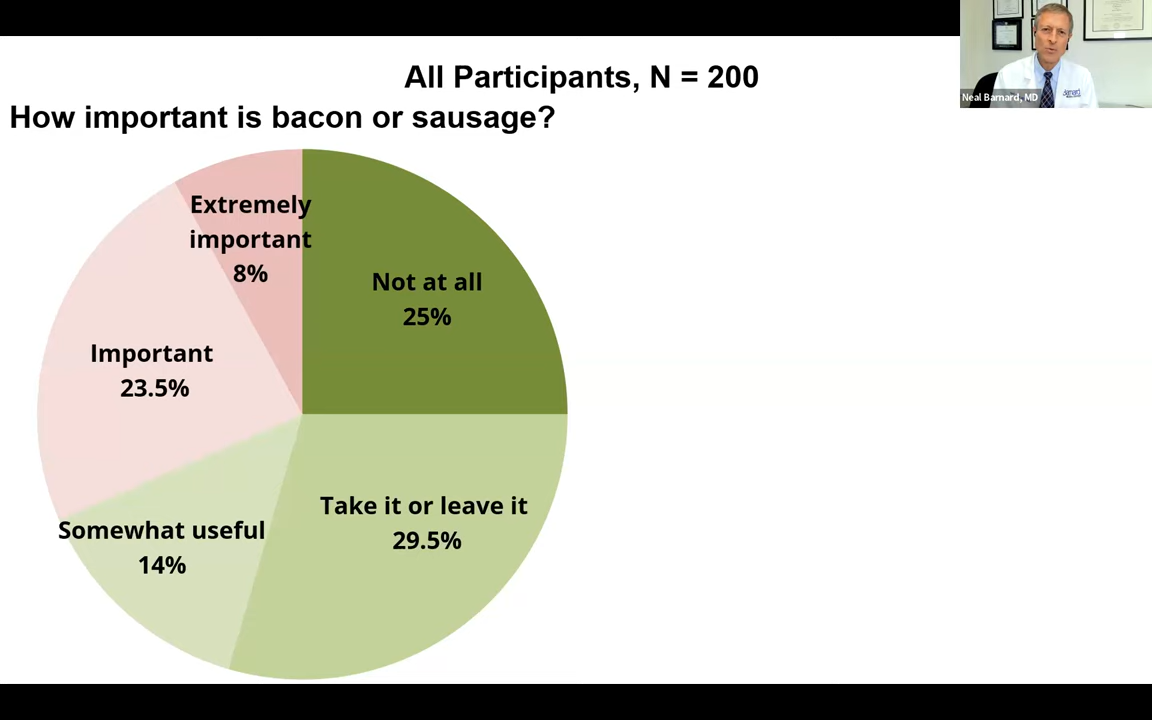 All Participants, N = 200
Neal Barnard, MD
How important is bacon or sausage?
Extremely
important
8%
Not at all
25%
Important
23.5%
Take it or leave it
29.5%
Somewhat useful
14%